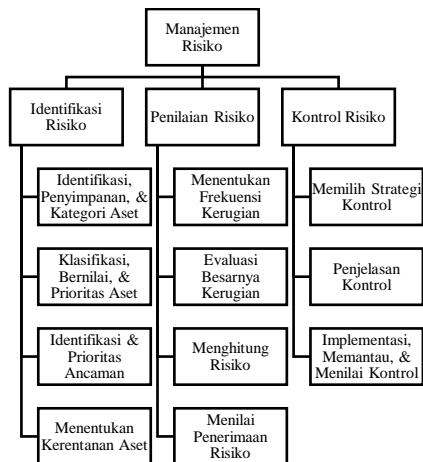 Manajemen
Risiko
Identifikasi
Risiko
Penilaian Risiko
Kontrol Risiko
Identifikasi,
Penyimpanan, &
Kategori Aset
Klasifikasi,
Bernilai, &
Prioritas Aset
Identifikasi &
Prioritas
Ancaman
Menentukan
Kerentanan Aset
Menentukan
Frekuensi
Kerugian
Evaluasi
Besarnya
Kerugian
Menghitung
Risiko
Menilai
Penerimaan
Risiko
Memilih Strategi
Kontrol
Penjelasan
Kontrol
Implementasi,
Memantau, &
Menilai Kontrol